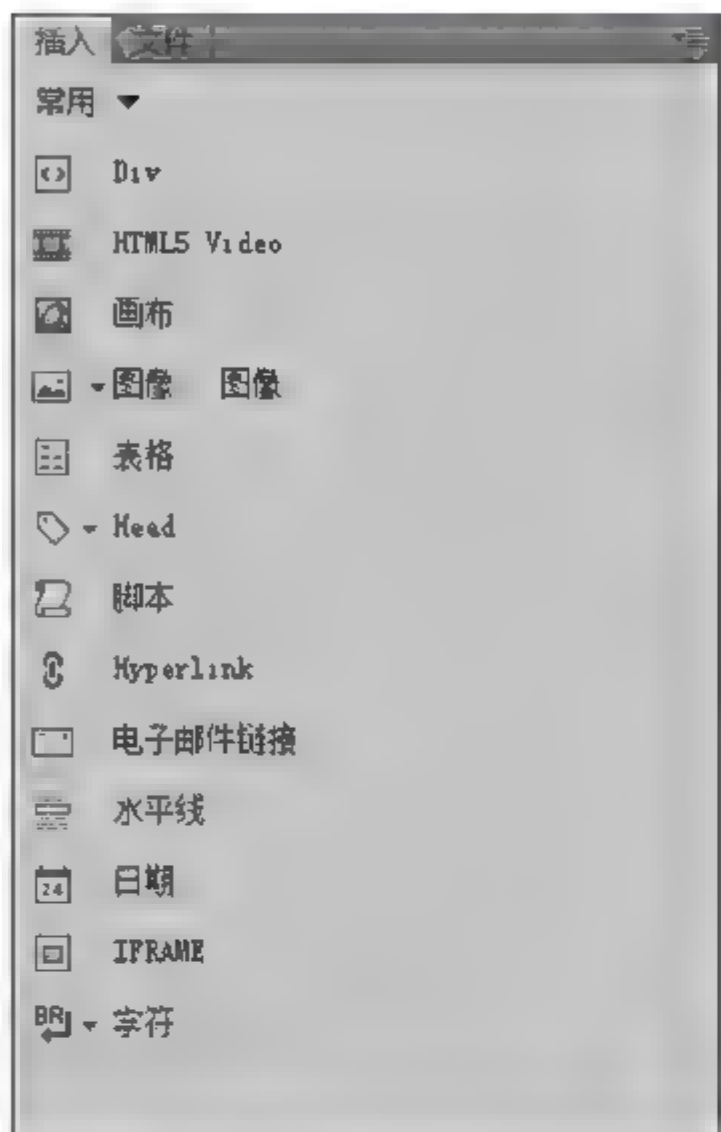 插入 文件
常用
Div
HTML5 Video
画布
图像 图像
表格
Head
脚本
Hyperlink
电子邮件链接
水平线
24 日期
IFRAME
BR 字符